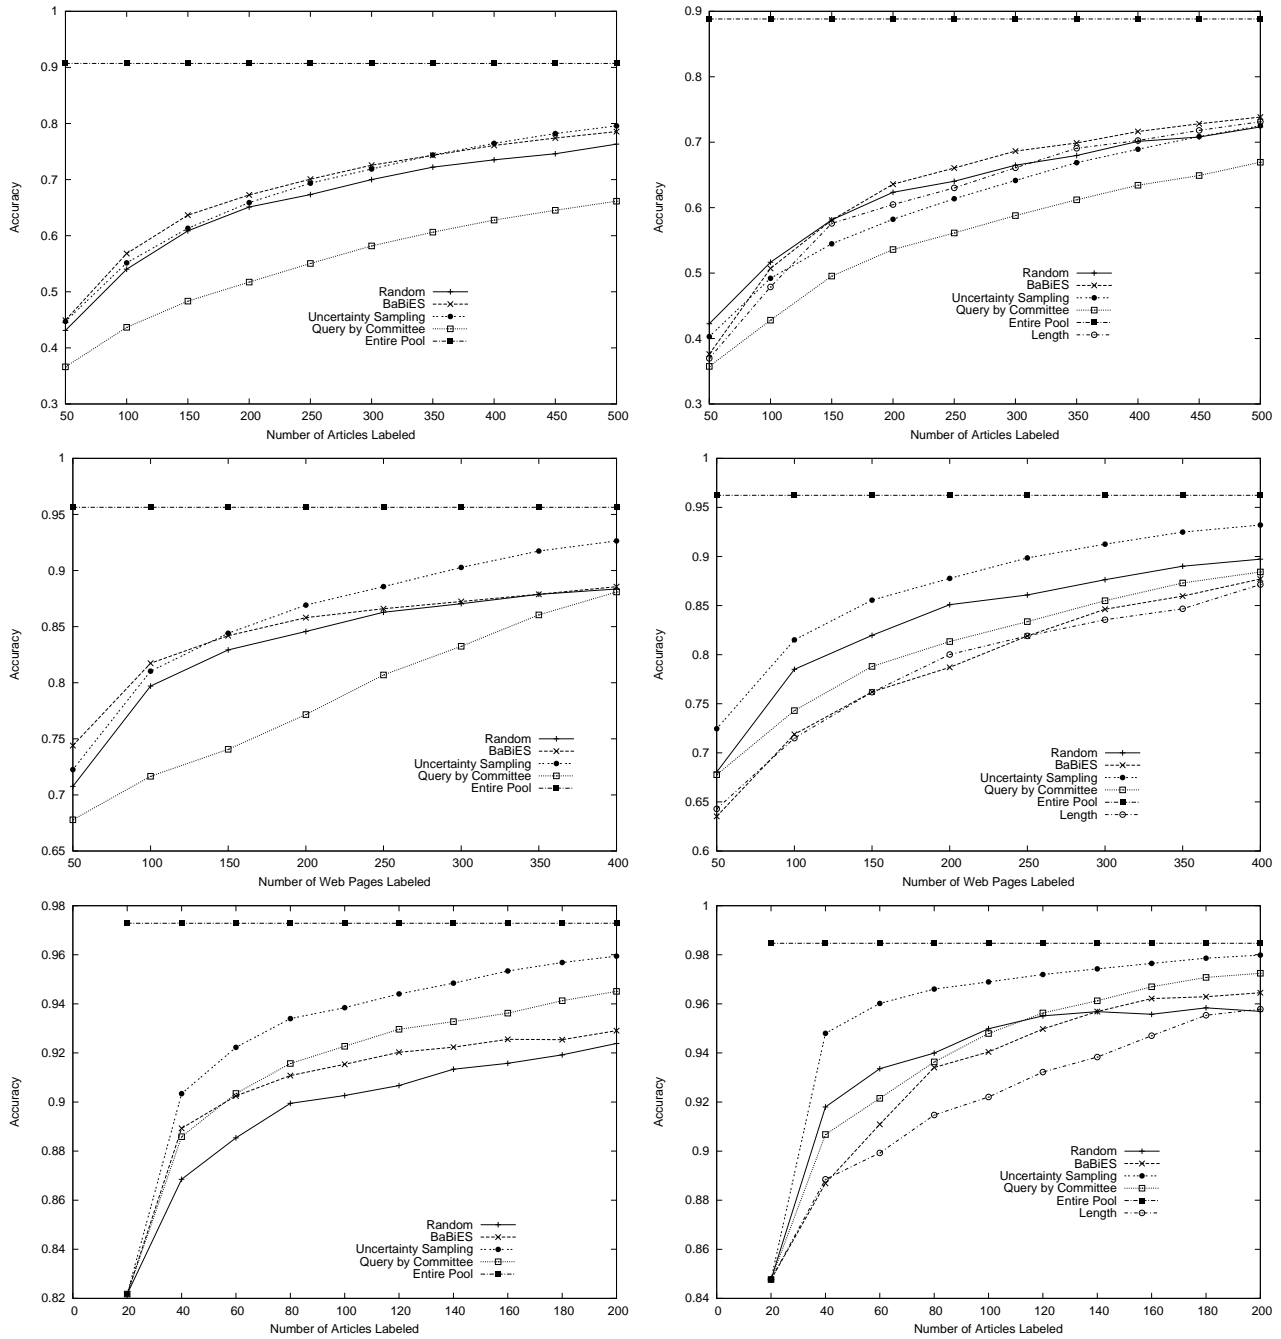 1
0.9
0.8
0.7
0.6
0.5
0.4
0.3
Accuracy
50 100 150 200 250 300 350 400 450 500
Number of Articles Labeled
Random
BaBiES
Uncertainty Sampling
Query by Committee
Entire Pool
0.9
0.8
0.7
0.6
0.5
0.4
0.3
Accuracy
50 100 150 200 250 300 350 400 450 500
Number of Articles Labeled
Random
BaBiES
Uncertainty Sampling
Query by Committee
Entire Pool
Length
1
0.95
0.9
0.85
0.8
0.75
0.7
0.65
Accuracy
50 100 150 200 250 300 350 400
Number of Web Pages Labeled
Random
BaBiES
Uncertainty Sampling
Query by Committee
Entire Pool
1
0.95
0.9
0.85
0.8
0.75
0.7
0.65
0.6
Accuracy
50 100 150 200 250 300 350 400
Number of Web Pages Labeled
Random
BaBiES
Uncertainty Sampling
Query by Committee
Entire Pool
Length
0.98
0.96
0.94
0.92
0.9
0.88
0.86
0.84
0.82
Accuracy
0 20 40 60 80 100 120 140 160 180 200
Number of Articles Labeled
Random
BaBiES
Uncertainty Sampling
Query by Committee
Entire Pool
1
0.98
0.96
0.94
0.92
0.9
0.88
0.86
0.84
Accuracy
0 20 40 60 80 100 120 140 160 180 200
Number of Articles Labeled
Random
BaBiES
Uncertainty Sampling
Query by Committee
Entire Pool
Length